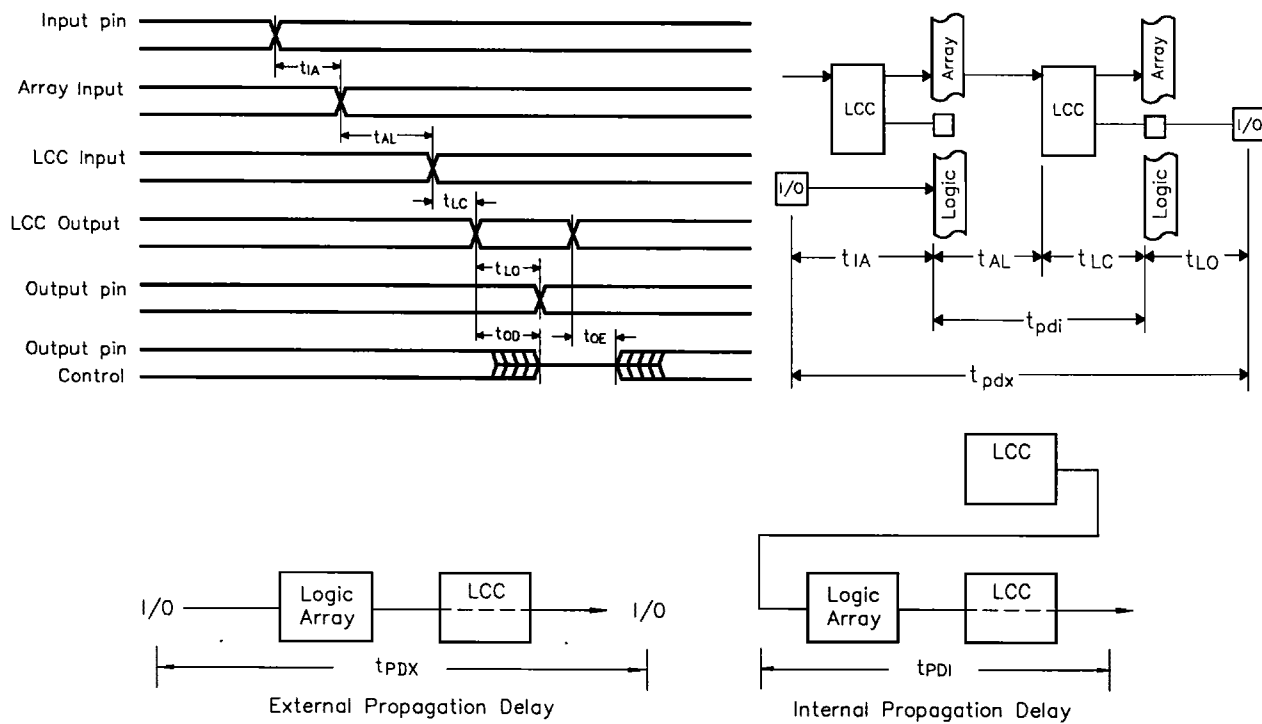 Input pin
tIA
Array Input
tAL
LCC Input
tLC
LCC Output
tLO
Output pin
tOD
tOE
Output pin
Control
Array
Array
LCC
LCC
I/O
I/O
Logic
Logic
tIA
tAL
tLC
tLO
tpdi
tpdx
I/O
Logic
Array
LCC
I/O
tPDX
External Propagation Delay
LCC
Logic
Array
LCC
tPDI
Internal Propagation Delay